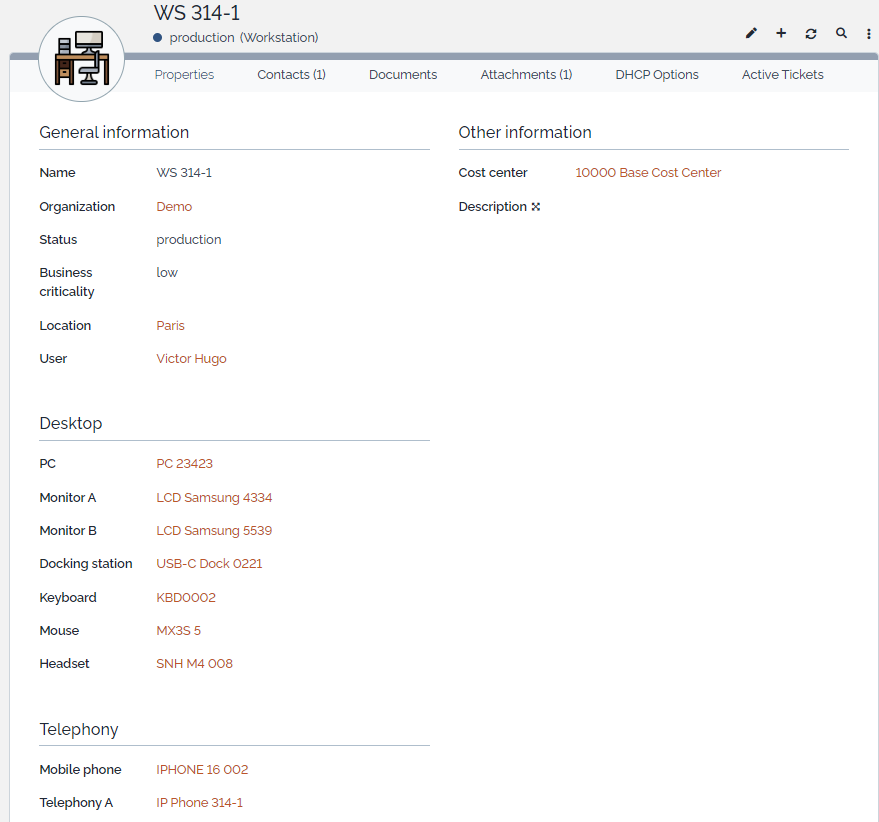 WS 314-1
production (Workstation)
Properties Contacts (1) Documents Attachments (1) DHCP Options Active Tickets
General information
Name WS 314-1
Organization Demo
Status production
Business criticality low
Location Paris
User Victor Hugo
Other information
Cost center 10000 Base Cost Center
Description
Desktop
PC PC 23423
Monitor A LCD Samsung 4334
Monitor B LCD Samsung 5539
Docking station USB-C Dock 0221
Keyboard KBD0002
Mouse MX3S 5
Headset SNH M4 008
Telephony
Mobile phone IPHONE 16 002
Telephony A IP Phone 314-1